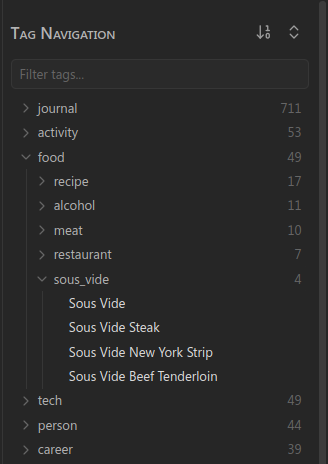 Tag Navigation
Filter tags...
journal 711
activity 53
food 49
recipe 17
alcohol 11
meat 10
restaurant 7
sous_vide 4
Sous Vide
Sous Vide Steak
Sous Vide New York Strip
Sous Vide Beef Tenderloin
tech 49
person 44
career 39